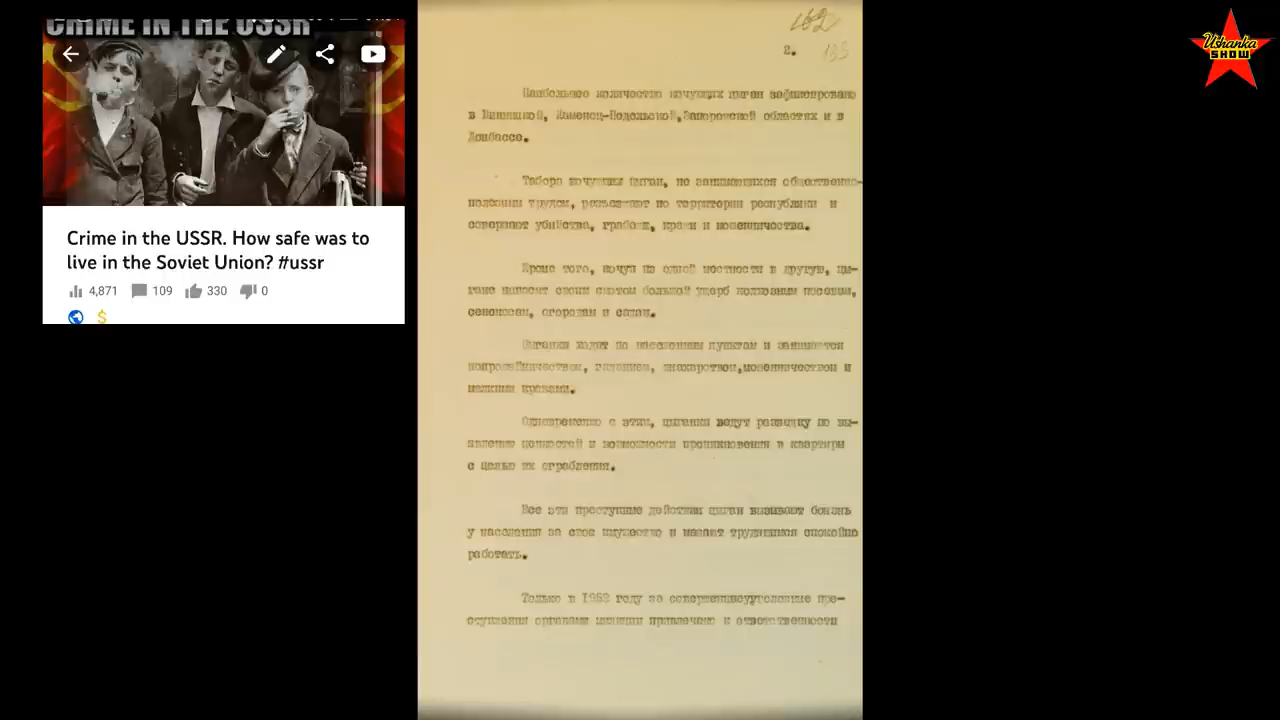 CRIME IN THE USSR
Crime in the USSR. How safe was to
live in the Soviet Union? #ussr
4,871 109 330 0
$
Ushanka
SHOW
162
2. 135
Наибольшее количество кочующих цыган зафиксировано
в Винницкой, Каменец-Подольской, Запорожской областях и в
Донбассе.
Табора кочующих цыган, не занимающихся общественно-
полезным трудом, разъезжают по территории республики и
совершают убийства, грабежи, кражи и мошенничества.
Кроме того, кочуя из одной местности в другую, цы-
гане наносят своим скотом большой ущерб колхозным посевам,
сенокосам, огородам и садам.
Цыганки ходят по населенным пунктам и занимаются
попрошайничеством, гаданием, знахарством,мошенничеством и
мелкими кражами.
Одновременно с этим, цыганки ведут разведку по вы-
явлению ценностей и возможности проникновения в квартиры
с целью их ограбления.
Все эти преступные действия цыган вызывают боязнь
у населения за свое имущество и мешают трудящимся спокойно
работать.
Только в 1952 году за совершение уголовные пре-
ступления органами милиции привлечено к ответственности